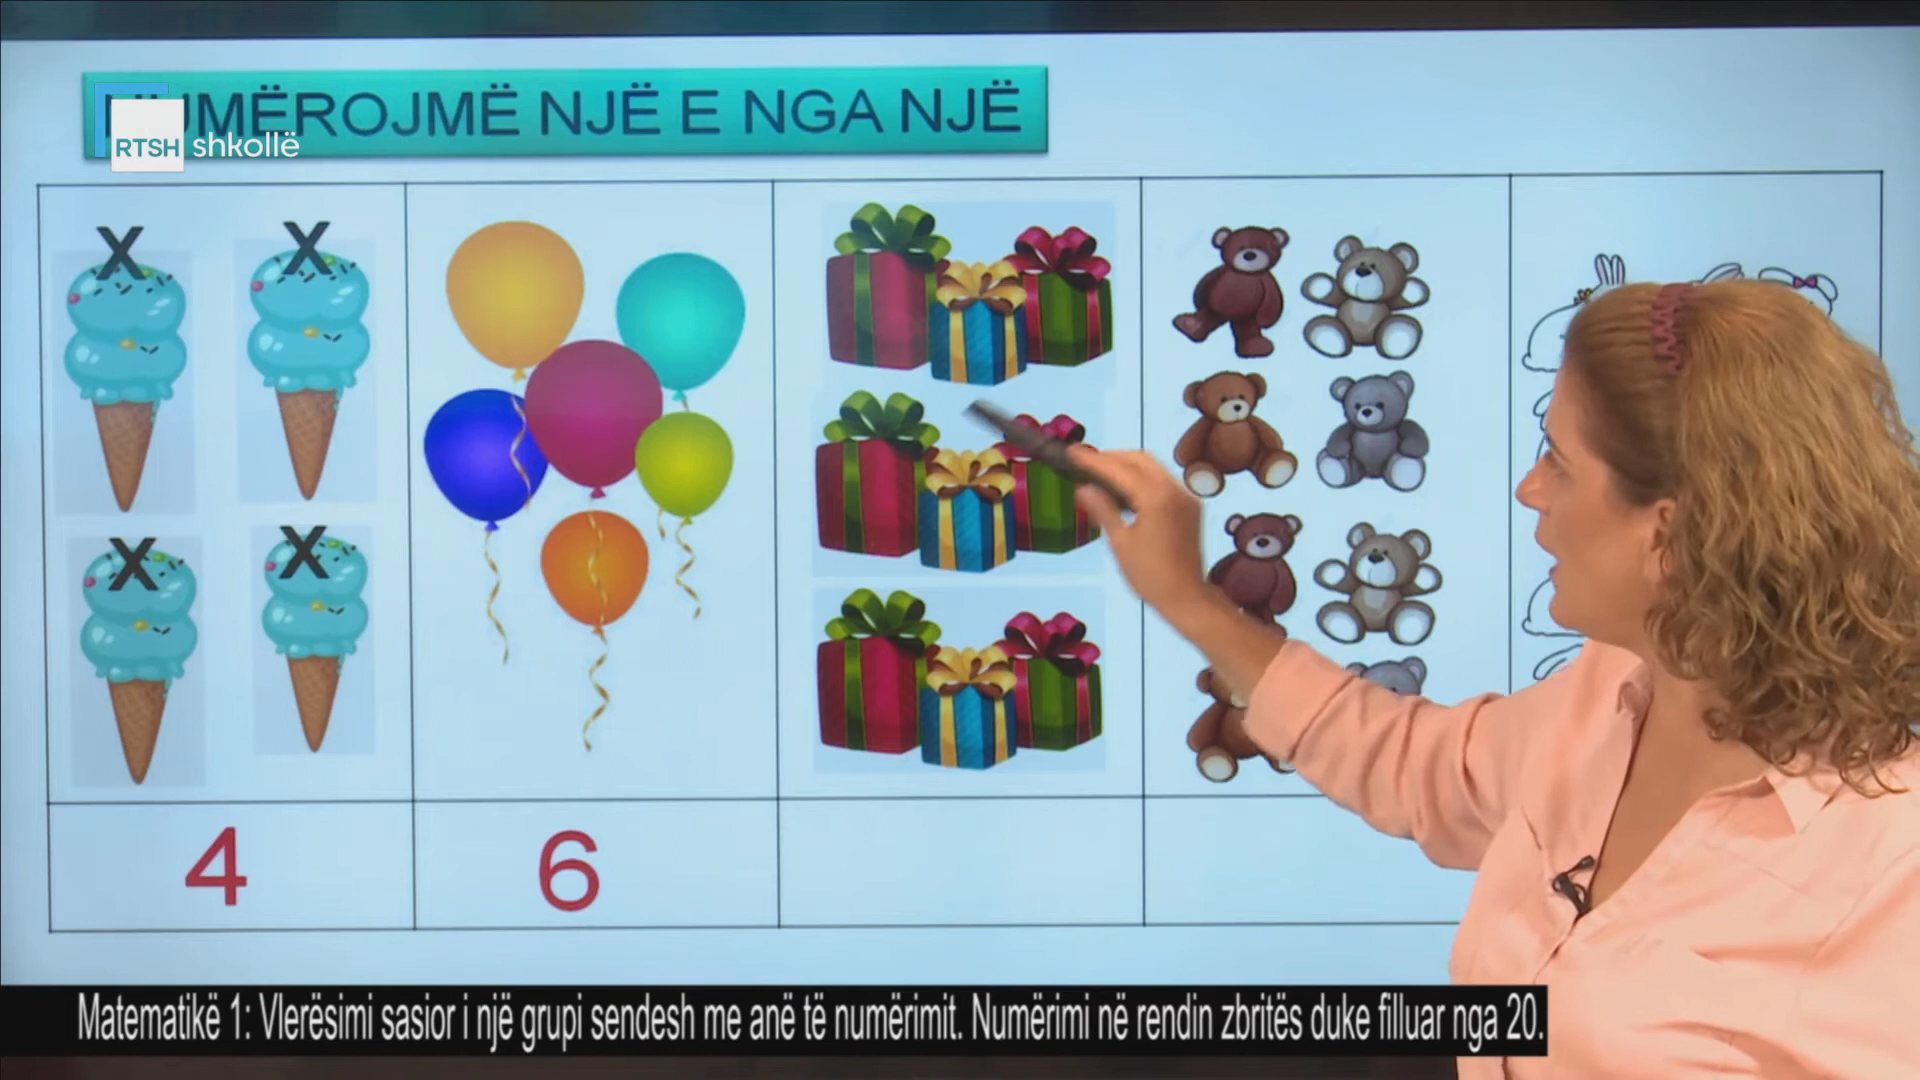 NUMËROJMË NJË E NGA NJË
RTSH shkollë
X X
X X
4 6
Matematikë 1: Vlerësimi sasior i një grupi sendesh me anë të numërimit. Numërimi në rendin zbritës duke filluar nga 20.